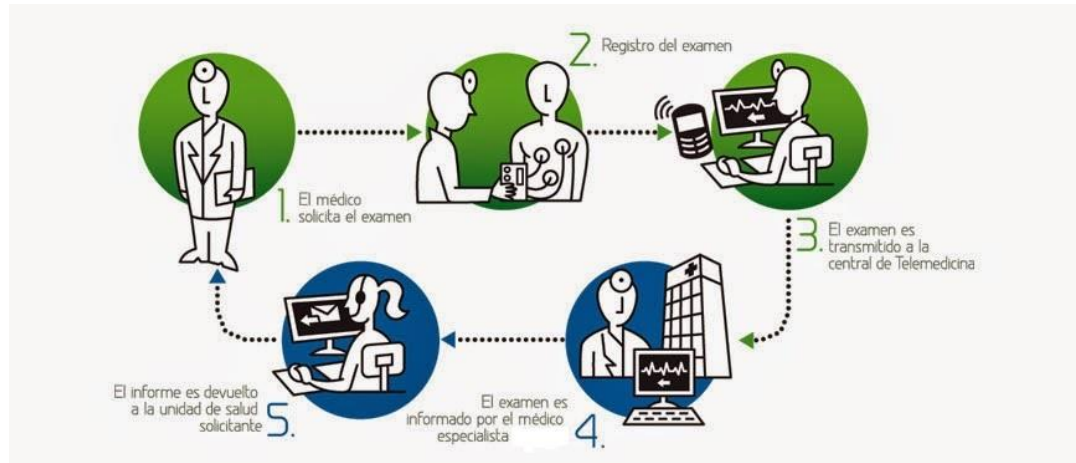 1. El médico
solicita el examen
2. Registro del examen
3. El examen es
transmitido a la
central de Telemedicina
El examen es
informado por el médico
especialista 4.
El informe es devuelto
a la unidad de salud
solicitante 5.